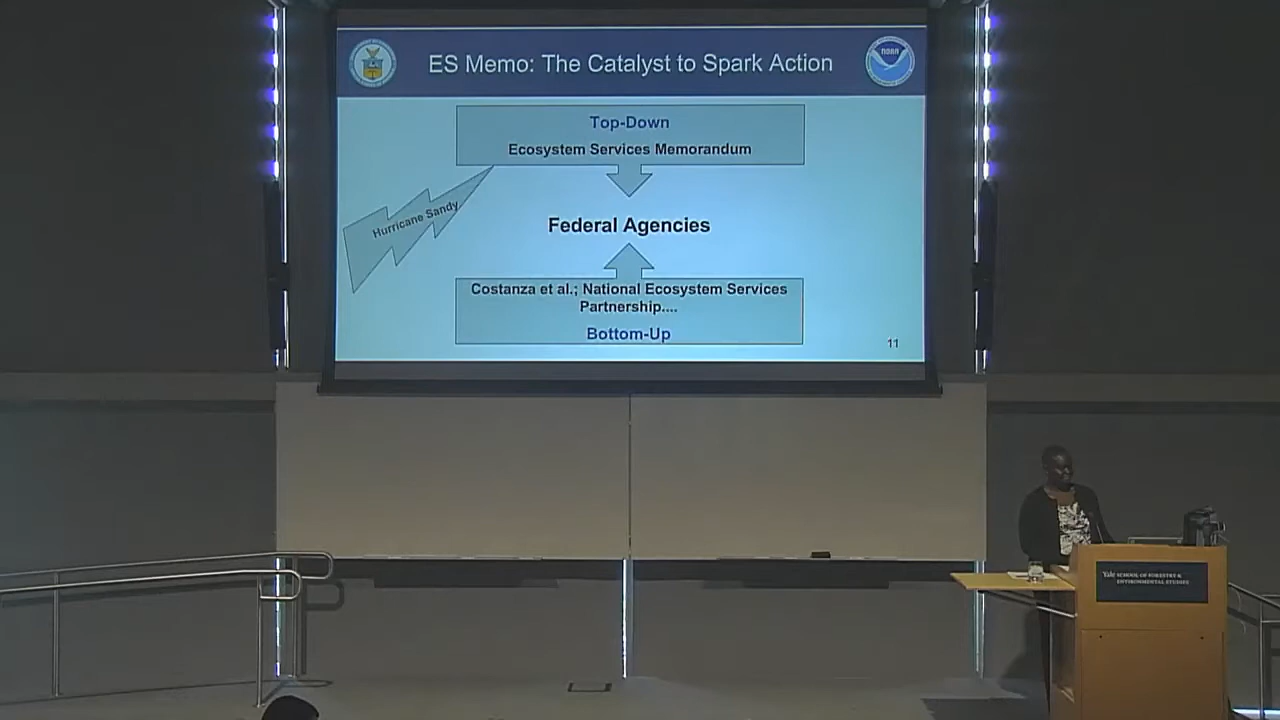 ES Memo: The Catalyst to Spark Action
NOAA
Top-Down
Ecosystem Services Memorandum
Hurricane Sandy
Federal Agencies
Costanza et al.; National Ecosystem Services
Partnership....
Bottom-Up
11
Yale SCHOOL OF FORESTRY &
ENVIRONMENTAL STUDIES